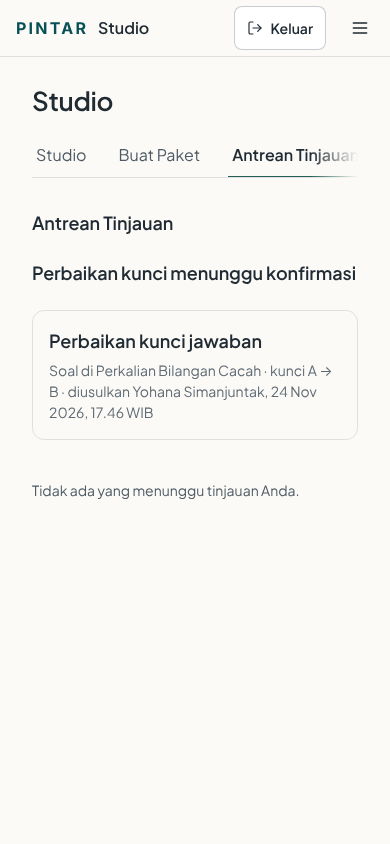 PINTAR Studio
Keluar
Studio
Studio
Buat Paket
Antrean Tinjauan
Antrean Tinjauan
Perbaikan kunci menunggu konfirmasi
Perbaikan kunci jawaban
Soal di Perkalian Bilangan Cacah · kunci A →
B · diusulkan Yohana Simanjuntak, 24 Nov
2026, 17.46 WIB
Tidak ada yang menunggu tinjauan Anda.